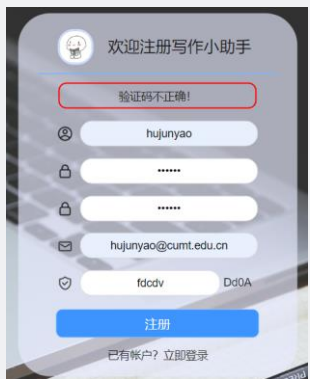 欢迎注册写作小助手
验证码不正确!
hujunyao
••••••
••••••
hujunyao@cumt.edu.cn
fdcdv Dd0A
注册
已有帐户? 立即登录